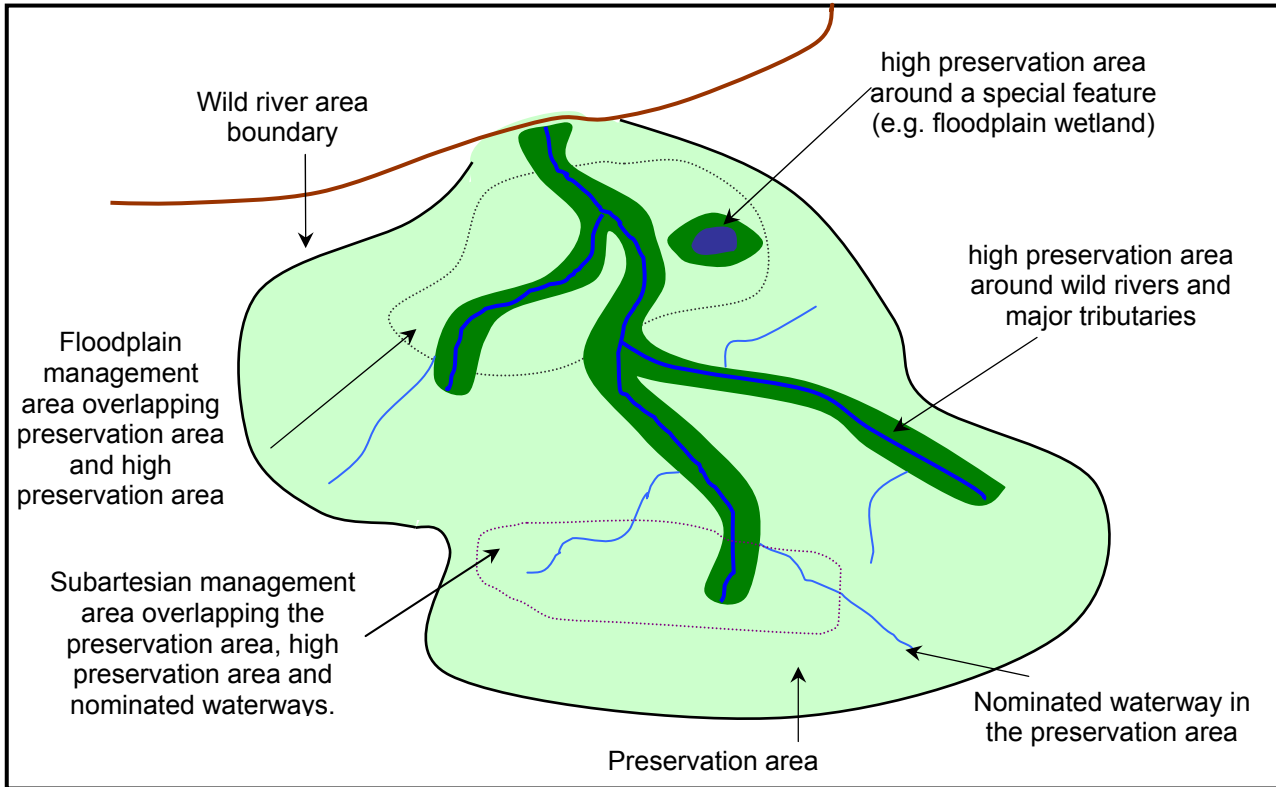 high preservation area
around a special feature
(e.g. floodplain wetland)
Wild river area
boundary
high preservation area
around wild rivers and
major tributaries
Floodplain
management
area overlapping
preservation area
and high
preservation area
Subartesian management
area overlapping the
preservation area, high
preservation area and
nominated waterways.
Nominated waterway in
the preservation area
Preservation area